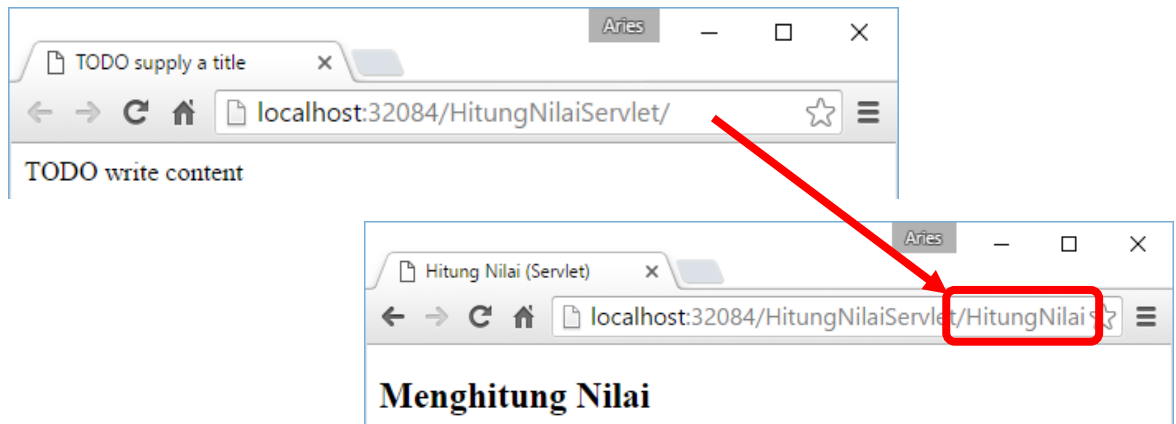 Aries
TODO supply a title
localhost:32084/HitungNilaiServlet/
TODO write content
Aries
Hitung Nilai (Servlet)
localhost:32084/HitungNilaiServlet/HitungNilai
Menghitung Nilai